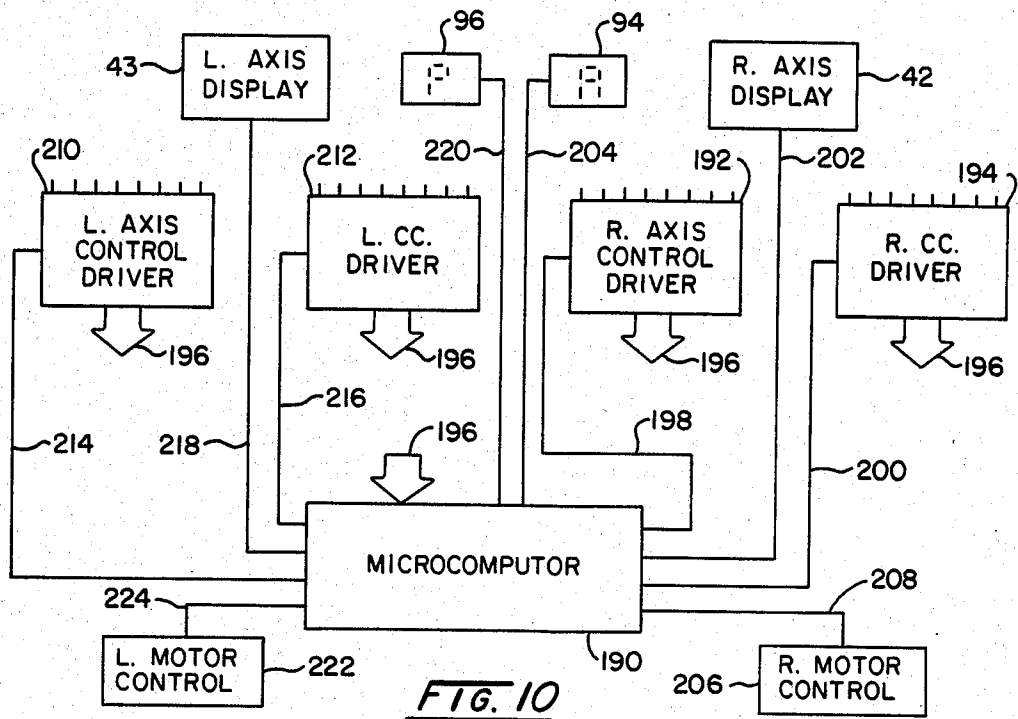 96
94
43
L. AXIS
DISPLAY
P
A
R. AXIS
DISPLAY
42
210
212
220
204
192
202
194
L. AXIS
CONTROL
DRIVER
L. CC.
DRIVER
R. AXIS
CONTROL
DRIVER
R. CC.
DRIVER
196
196
196
196
216
214
218
196
198
200
MICROCOMPUTOR
224
208
L. MOTOR
CONTROL
222
190
206
R. MOTOR
CONTROL
FIG. 10